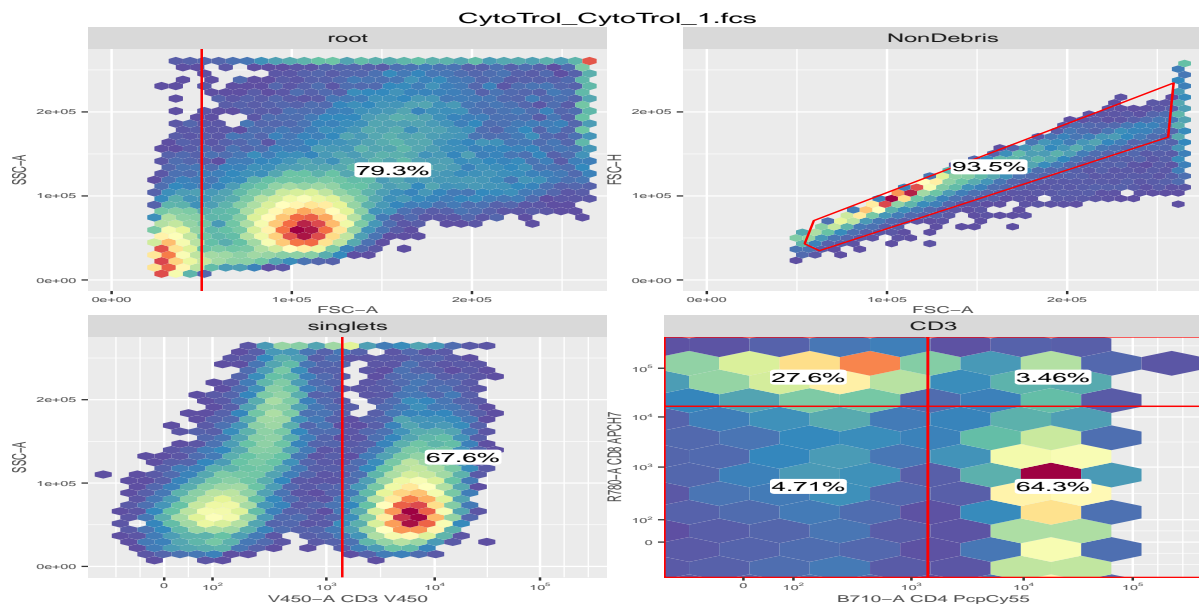 CytoTrol_CytoTrol_1.fcs
root
SSC-A
2e+05
1e+05
0e+00
79.3%
0e+00 1e+05 2e+05
FSC-A
NonDebris
FSC-H
2e+05
1e+05
0e+00
93.5%
0e+00 1e+05 2e+05
FSC-A
singlets
SSC-A
2e+05
1e+05
0e+00
67.6%
0 10² 10³ 10⁴ 10⁵
V450-A CD3 V450
CD3
R780-A CD8 APCH7
10⁵
10⁴
10³
10²
0
27.6% 3.46%
4.71% 64.3%
0 10² 10³ 10⁴ 10⁵
B710-A CD4 PcpCy55